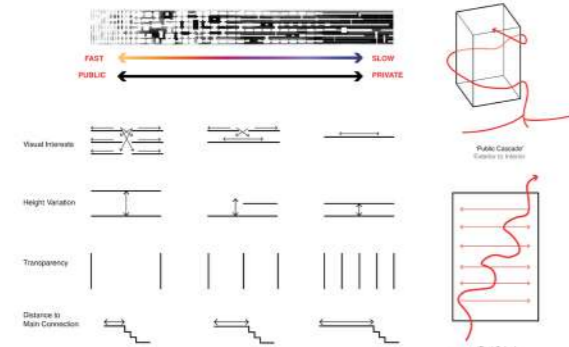 FAST
SLOW
PUBLIC
PRIVATE
Visual Interests
Height Variation
Transparency
Distance to
Main Connection
'Public Cascade'
Exterior to Interior